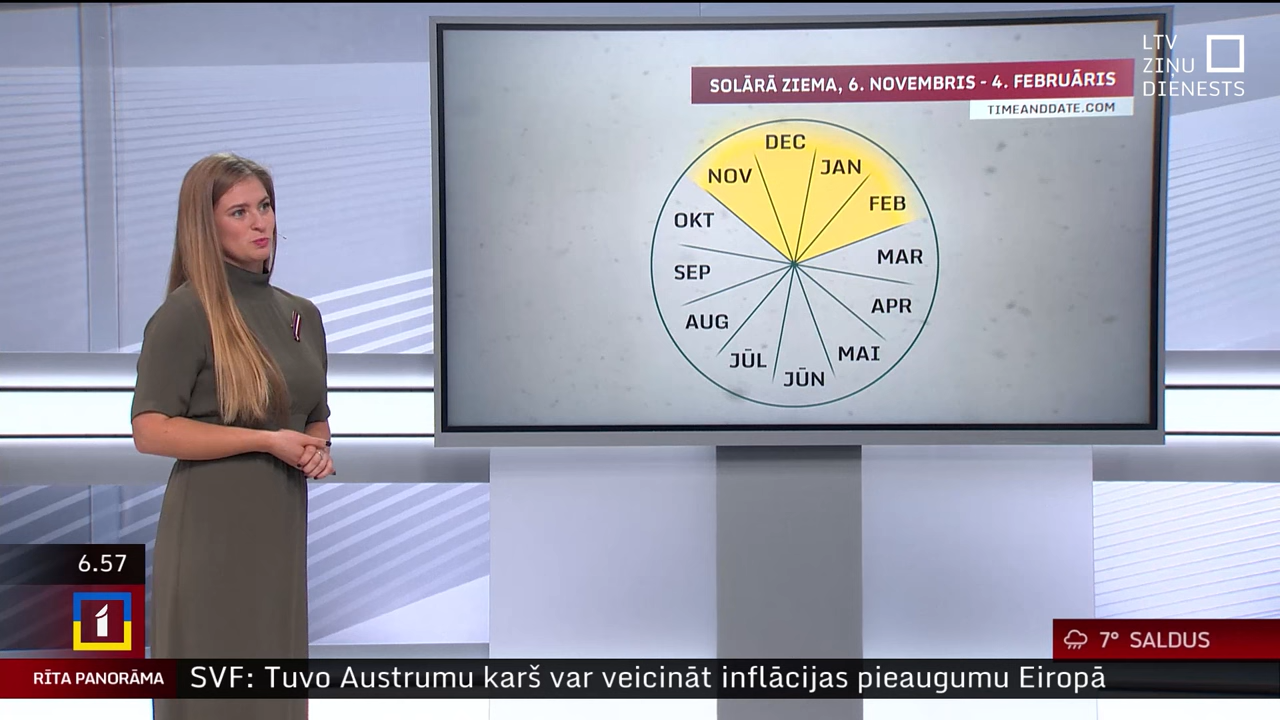 LTV
ZIŅU
DIENESTS
SOLĀRĀ ZIEMA, 6. NOVEMBRIS - 4. FEBRUĀRIS
TIMEANDDATE.COM
DEC
JAN
NOV
FEB
OKT
MAR
SEP
APR
AUG
MAI
JŪL
JŪN
6.57
1
7° SALDUS
RĪTA PANORĀMA
SVF: Tuvo Austrumu karš var veicināt inflācijas pieaugumu Eiropā